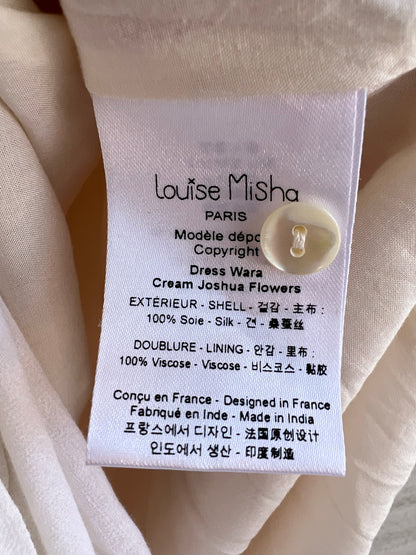 Louise Misha
PARIS
Modèle dépo
Copyright
Dress Wara
Cream Joshua Flowers
EXTÉRIEUR - SHELL - 겉감 - 主布 :
100% Soie - Silk - 견 - 桑蚕丝
DOUBLURE - LINING - 안감 - 里布 :
100% Viscose - Viscose - 비스코스 - 黏胶
Conçu en France - Designed in France
Fabriqué en Inde - Made in India
프랑스에서 디자인 - 法国原创设计
인도에서 생산 - 印度制造